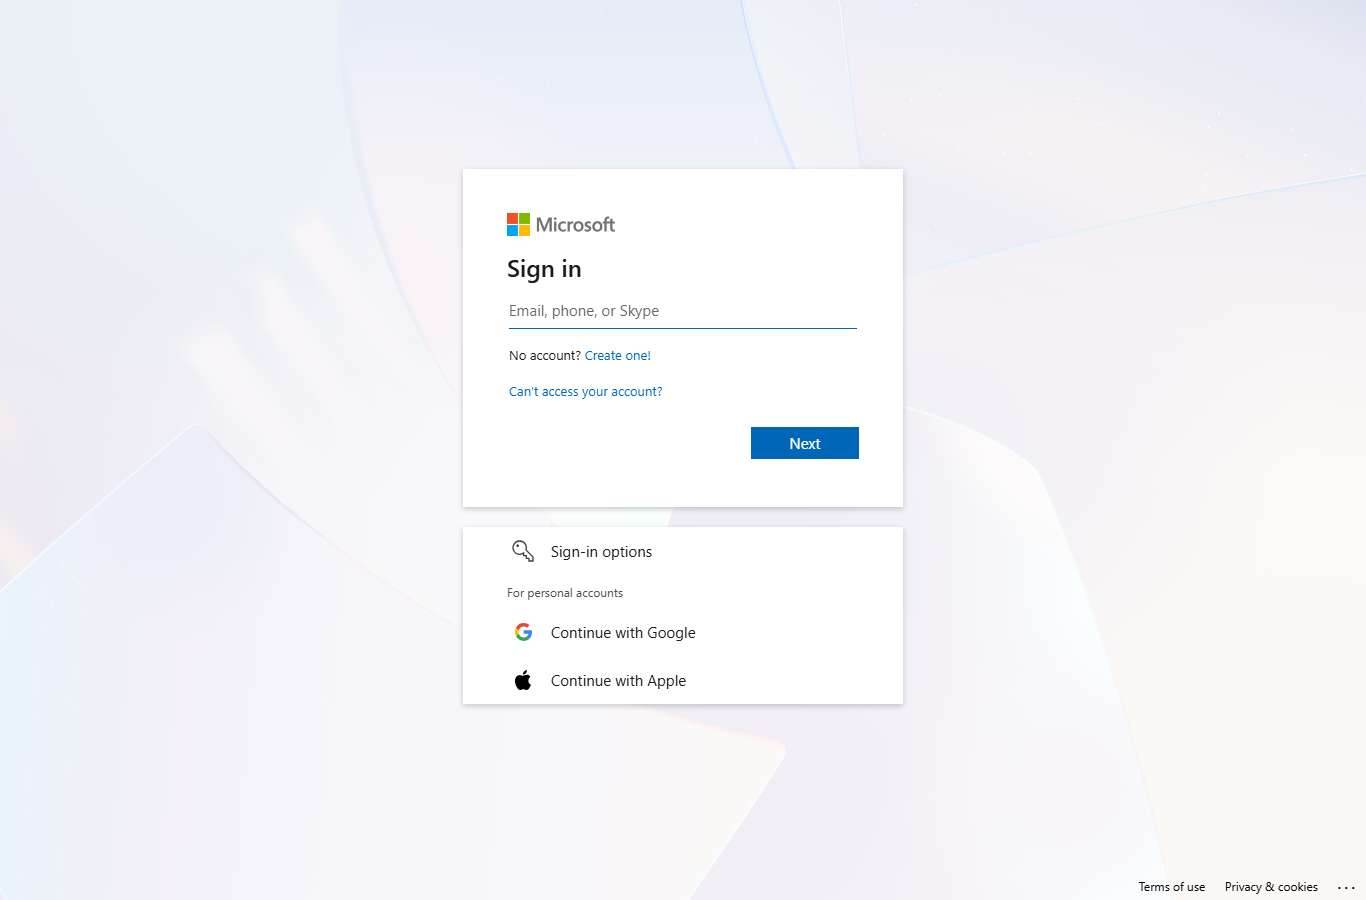 Microsoft
Sign in
Email, phone, or Skype
No account? Create one!
Can't access your account?
Next
Sign-in options
For personal accounts
Continue with Google
Continue with Apple
Terms of use Privacy & cookies ...